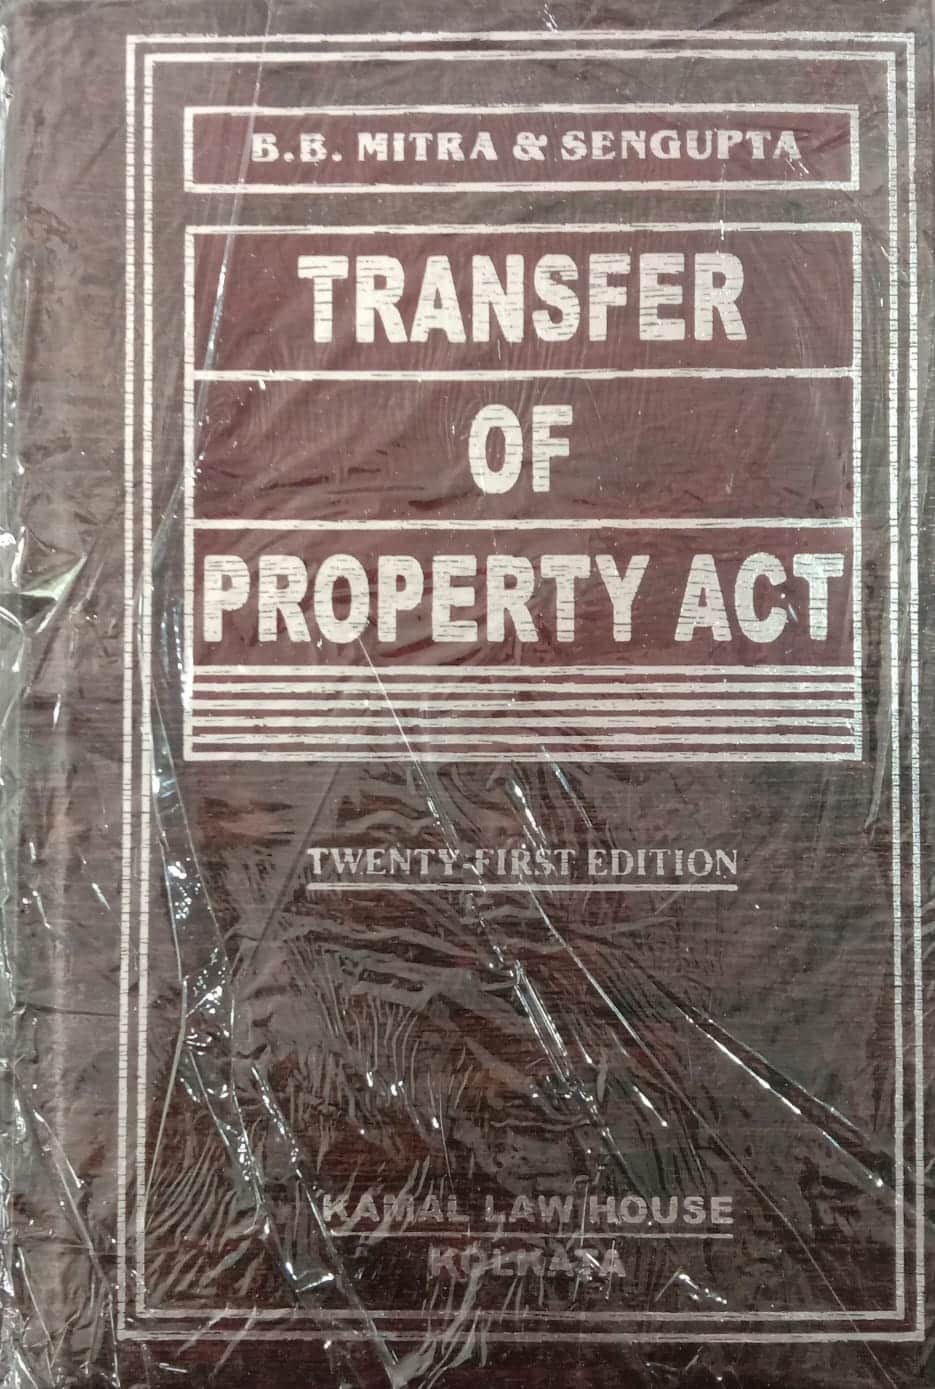 B.B. MITRA & SENGUPTA
TRANSFER
OF
PROPERTY ACT
TWENTY-FIRST EDITION
KAMAL LAW HOUSE
KOLKATA